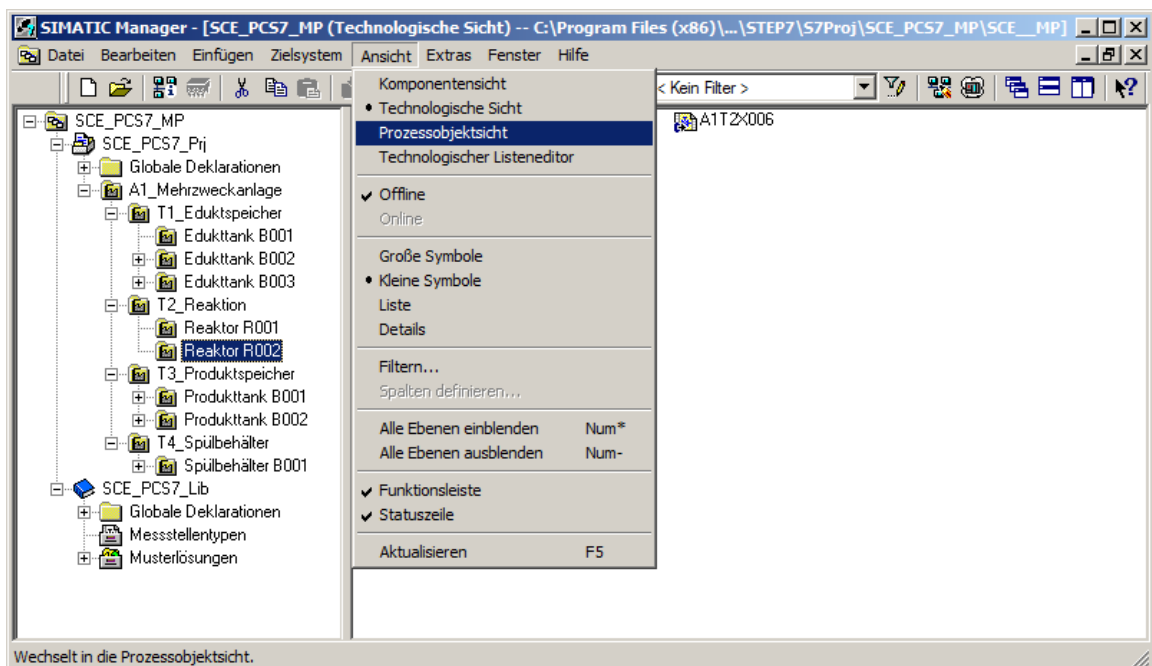 SIMATIC Manager - [SCE_PCS7_MP (Technologische Sicht) -- C:\Program Files (x86)\...\STEP7\S7Proj\SCE_PCS7_MP\SCE__MP]
Datei Bearbeiten Einfügen Zielsystem Ansicht Extras Fenster Hilfe
< Kein Filter >
SCE_PCS7_MP
SCE_PCS7_Prj
Globale Deklarationen
A1_Mehrzweckanlage
T1_Eduktspeicher
Edukttank B001
Edukttank B002
Edukttank B003
T2_Reaktion
Reaktor R001
Reaktor R002
T3_Produktspeicher
Produkttank B001
Produkttank B002
T4_Spülbehälter
Spülbehälter B001
SCE_PCS7_Lib
Globale Deklarationen
Messstellentypen
Musterlösungen
Komponentensicht
Technologische Sicht
Prozessobjektsicht
Technologischer Listeneditor
Offline
Online
Große Symbole
Kleine Symbole
Liste
Details
Filtern...
Spalten definieren...
Alle Ebenen einblenden Num*
Alle Ebenen ausblenden Num-
Funktionsleiste
Statuszeile
Aktualisieren F5
A1T2X006
Wechselt in die Prozessobjektsicht.